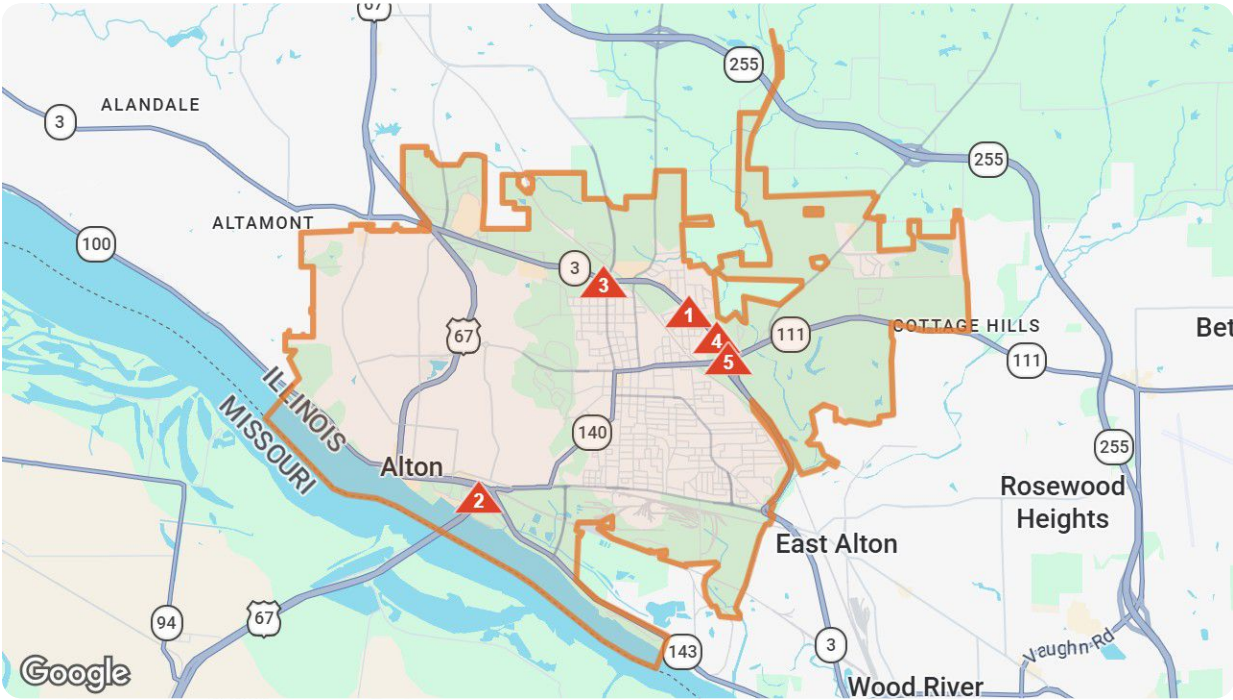 67
255
ALANDALE
3
255
ALTAMONT
100
3
3
1
67
4
111
COTTAGE HILLS
Bet
5
111
ILLINOIS
MISSOURI
140
255
Alton
2
Rosewood
Heights
East Alton
67
94
3
143
Vaughn Rd
Google
Wood River